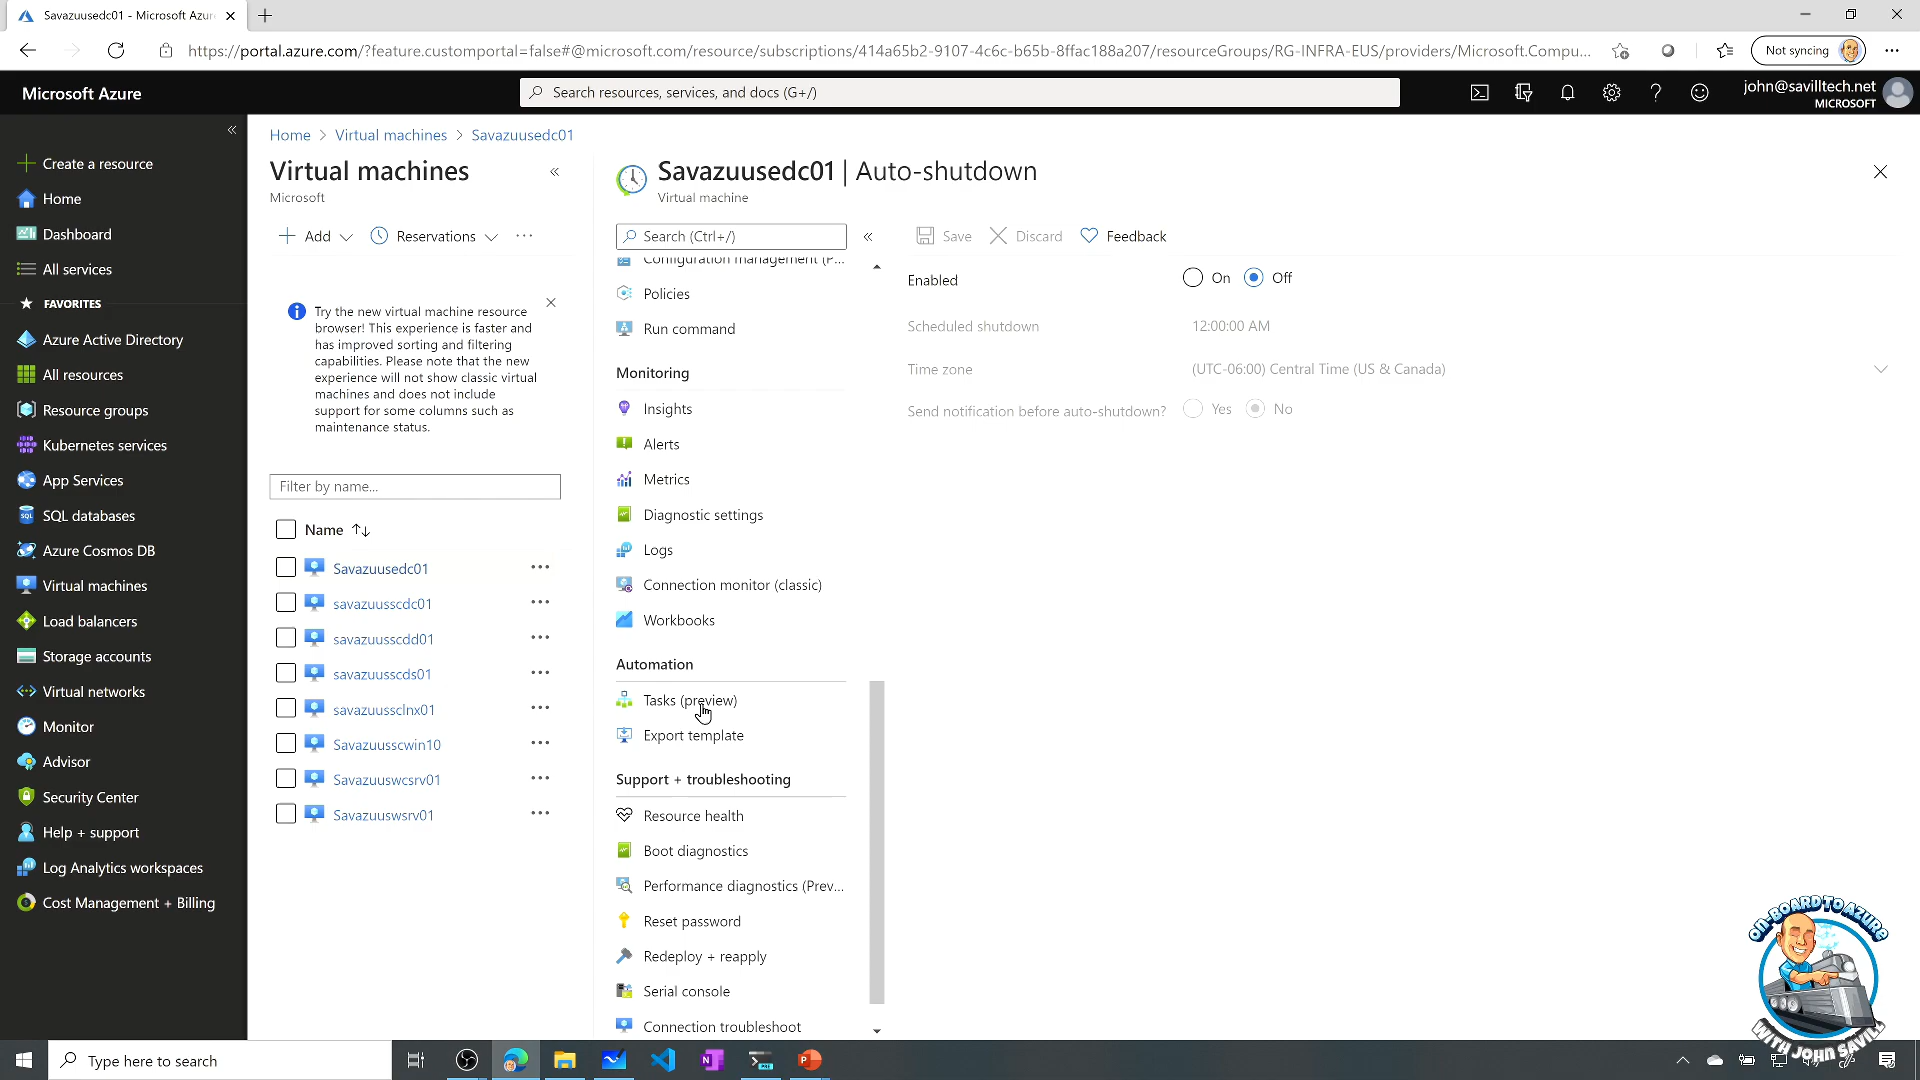 Savazuusedc01 - Microsoft Azur
https://portal.azure.com/?feature.customportal=false#@microsoft.com/resource/subscriptions/414a65b2-9107-4c6c-b65b-8ffac188a207/resourceGroups/RG-INFRA-EUS/providers/Microsoft.Compu...
Not syncing
Microsoft Azure
Search resources, services, and docs (G+/)
john@savilltech.net
MICROSOFT
Create a resource
Home
Dashboard
All services
FAVORITES
Azure Active Directory
All resources
Resource groups
Kubernetes services
App Services
SQL databases
Azure Cosmos DB
Virtual machines
Load balancers
Storage accounts
Virtual networks
Monitor
Advisor
Security Center
Help + support
Log Analytics workspaces
Cost Management + Billing
Home > Virtual machines > Savazuusedc01
Virtual machines
Microsoft
Add
Reservations
Try the new virtual machine resource
browser! This experience is faster and
has improved sorting and filtering
capabilities. Please note that the new
experience will not show classic virtual
machines and does not include
support for some columns such as
maintenance status.
Filter by name...
Name
Savazuusedc01
savazuusscdc01
savazuusscdd01
savazuusscds01
savazuussclnx01
Savazuusscwin10
Savazuuswcsrv01
Savazuuswsrv01
Savazuusedc01 | Auto-shutdown
Virtual machine
Search (Ctrl+/)
Configuration management (P...
Policies
Run command
Monitoring
Insights
Alerts
Metrics
Diagnostic settings
Logs
Connection monitor (classic)
Workbooks
Automation
Tasks (preview)
Export template
Support + troubleshooting
Resource health
Boot diagnostics
Performance diagnostics (Prev...
Reset password
Redeploy + reapply
Serial console
Connection troubleshoot
Save
Discard
Feedback
Enabled
On
Off
Scheduled shutdown
12:00:00 AM
Time zone
(UTC-06:00) Central Time (US & Canada)
Send notification before auto-shutdown?
Yes
No
ON-BOARD TO AZURE
WITH JOHN SAVILL
Type here to search